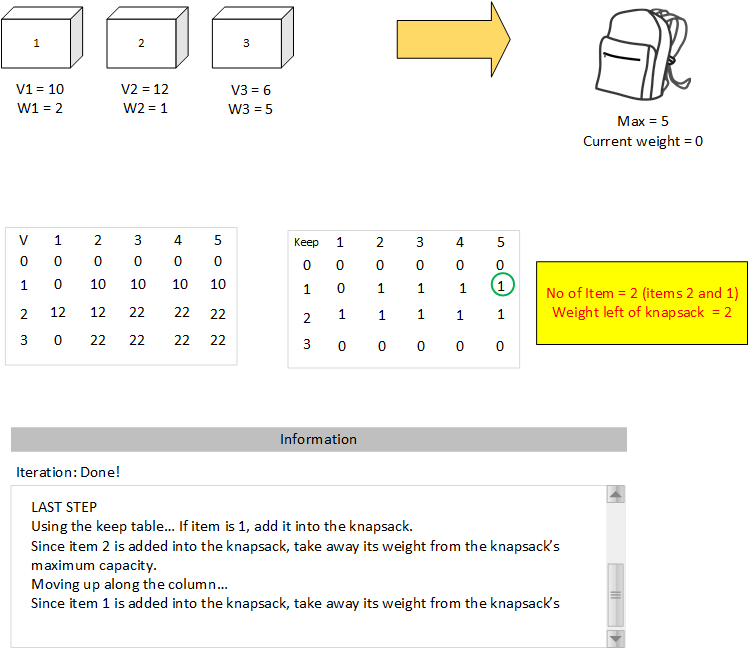 1 2 3
V1 = 10 V2 = 12 V3 = 6
W1 = 2 W2 = 1 W3 = 5
Max = 5
Current weight = 0
V 1 2 3 4 5
0 0 0 0 0 0
1 0 10 10 10 10
2 12 12 22 22 22
3 0 22 22 22 22
Keep 1 2 3 4 5
0 0 0 0 0 0
1 0 1 1 1 1
2 1 1 1 1 1
3 0 0 0 0 0
No of Item = 2 (items 2 and 1)
Weight left of knapsack = 2
Information
Iteration: Done!
LAST STEP
Using the keep table... If item is 1, add it into the knapsack.
Since item 2 is added into the knapsack, take away its weight from the knapsack's
maximum capacity.
Moving up along the column...
Since item 1 is added into the knapsack, take away its weight from the knapsack's